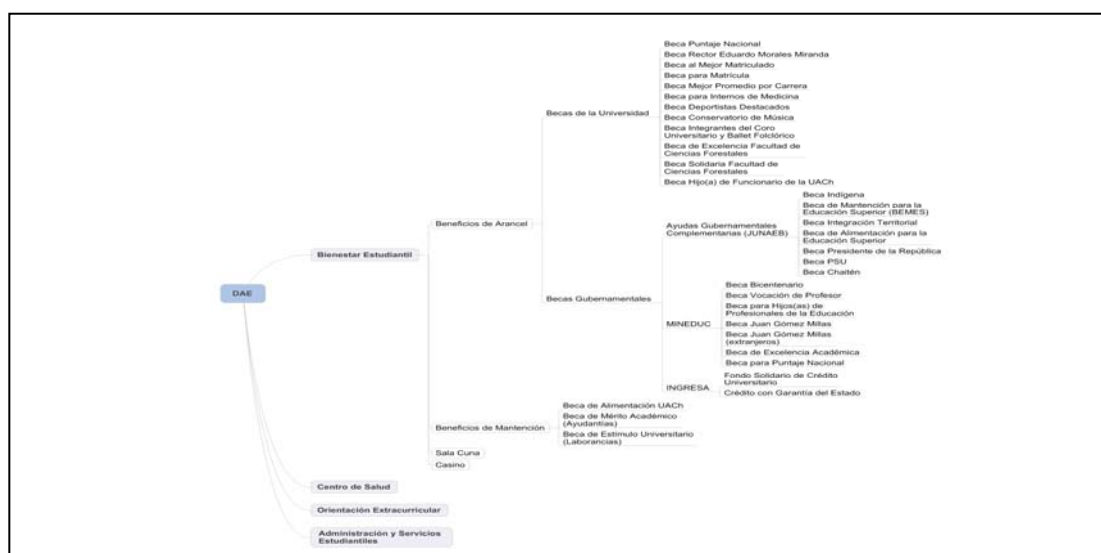 DAE
Bienestar Estudiantil
Beneficios de Arancel
Becas de la Universidad
Beca Puntaje Nacional
Beca Rector Eduardo Morales Miranda
Beca al Mejor Matriculado
Beca para Matrícula
Beca Mejor Promedio por Carrera
Beca para Internos de Medicina
Beca Deportistas Destacados
Beca Conservatorio de Música
Beca Integrantes del Coro
Universitario y Ballet Folclórico
Beca de Excelencia Facultad de
Ciencias Forestales
Beca Solidaria Facultad de
Ciencias Forestales
Beca Hijo(a) de Funcionario de la UACh
Becas Gubernamentales
Ayudas Gubernamentales
Complementarias (JUNAEB)
Beca Indígena
Beca de Mantención para la
Educación Superior (BEMES)
Beca Integración Territorial
Beca de Alimentación para la
Educación Superior
Beca Presidente de la República
Beca PSU
Beca Chaitén
MINEDUC
Beca Bicentenario
Beca Vocación de Profesor
Beca para Hijos(as) de
Profesionales de la Educación
Beca Juan Gómez Millas
Beca Juan Gómez Millas
(extranjeros)
Beca de Excelencia Académica
Beca para Puntaje Nacional
INGRESA
Fondo Solidario de Crédito
Universitario
Crédito con Garantía del Estado
Beneficios de Mantención
Beca de Alimentación UACh
Beca de Mérito Académico
(Ayudantías)
Beca de Estímulo Universitario
(Laborancias)
Sala Cuna
Casino
Centro de Salud
Orientación Extracurricular
Administración y Servicios
Estudiantiles